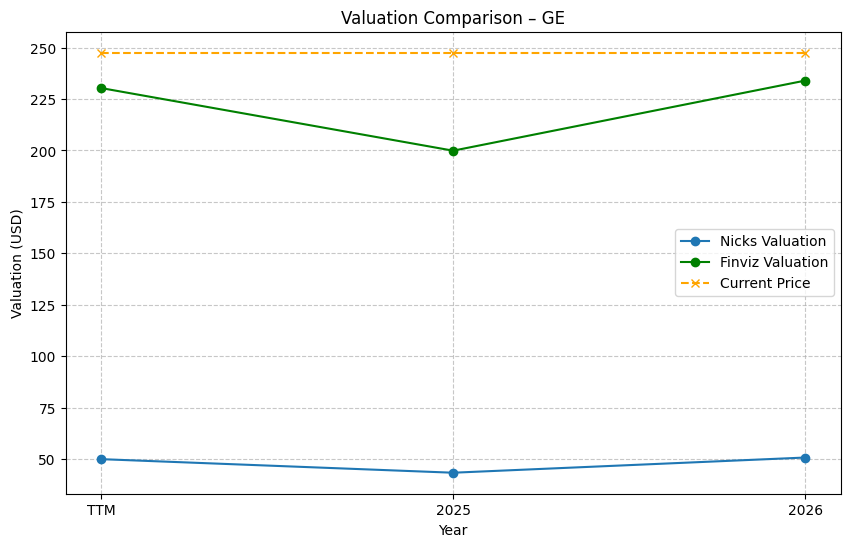 Valuation Comparison – GE
Valuation (USD)
250
225
200
175
150
125
100
75
50
Nicks Valuation
Finviz Valuation
Current Price
TTM
2025
2026
Year